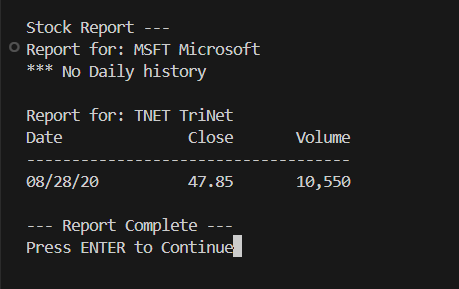 Stock Report ---
Report for: MSFT Microsoft
*** No Daily history
Report for: TNET TriNet
Date Close Volume
------------------------------------
08/28/20 47.85 10,550
--- Report Complete ---
Press ENTER to Continue